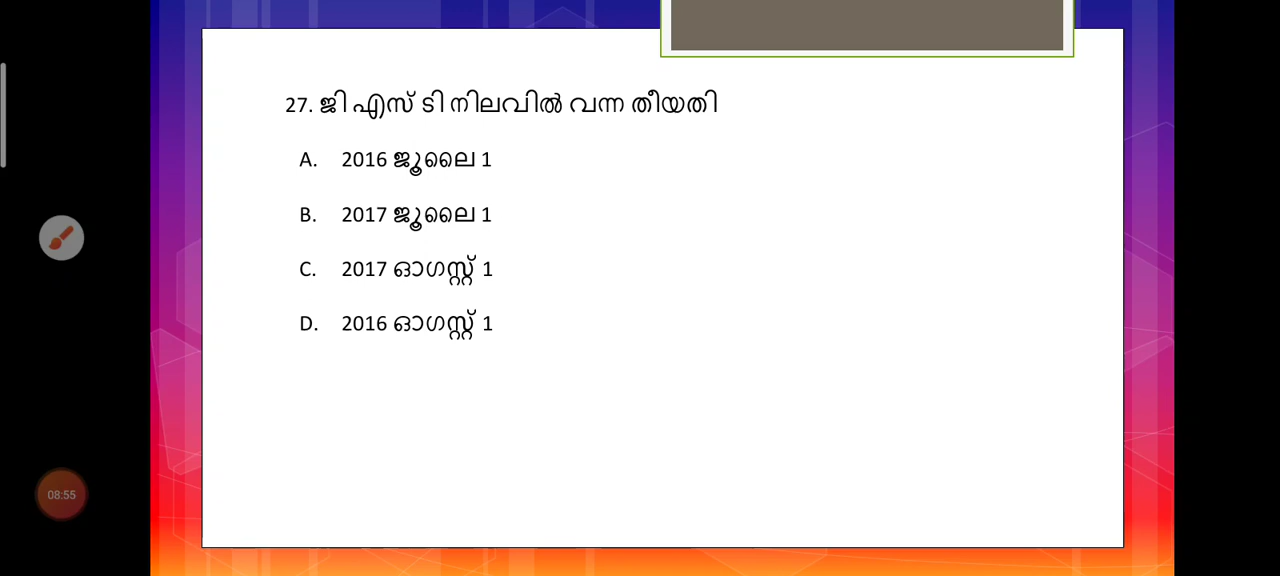 27. ജി എസ് ടി നിലവിൽ വന്ന തീയതി
A. 2016 ജൂലൈ 1
B. 2017 ജൂലൈ 1
C. 2017 ഓഗസ്റ്റ് 1
D. 2016 ഓഗസ്റ്റ് 1
08:55